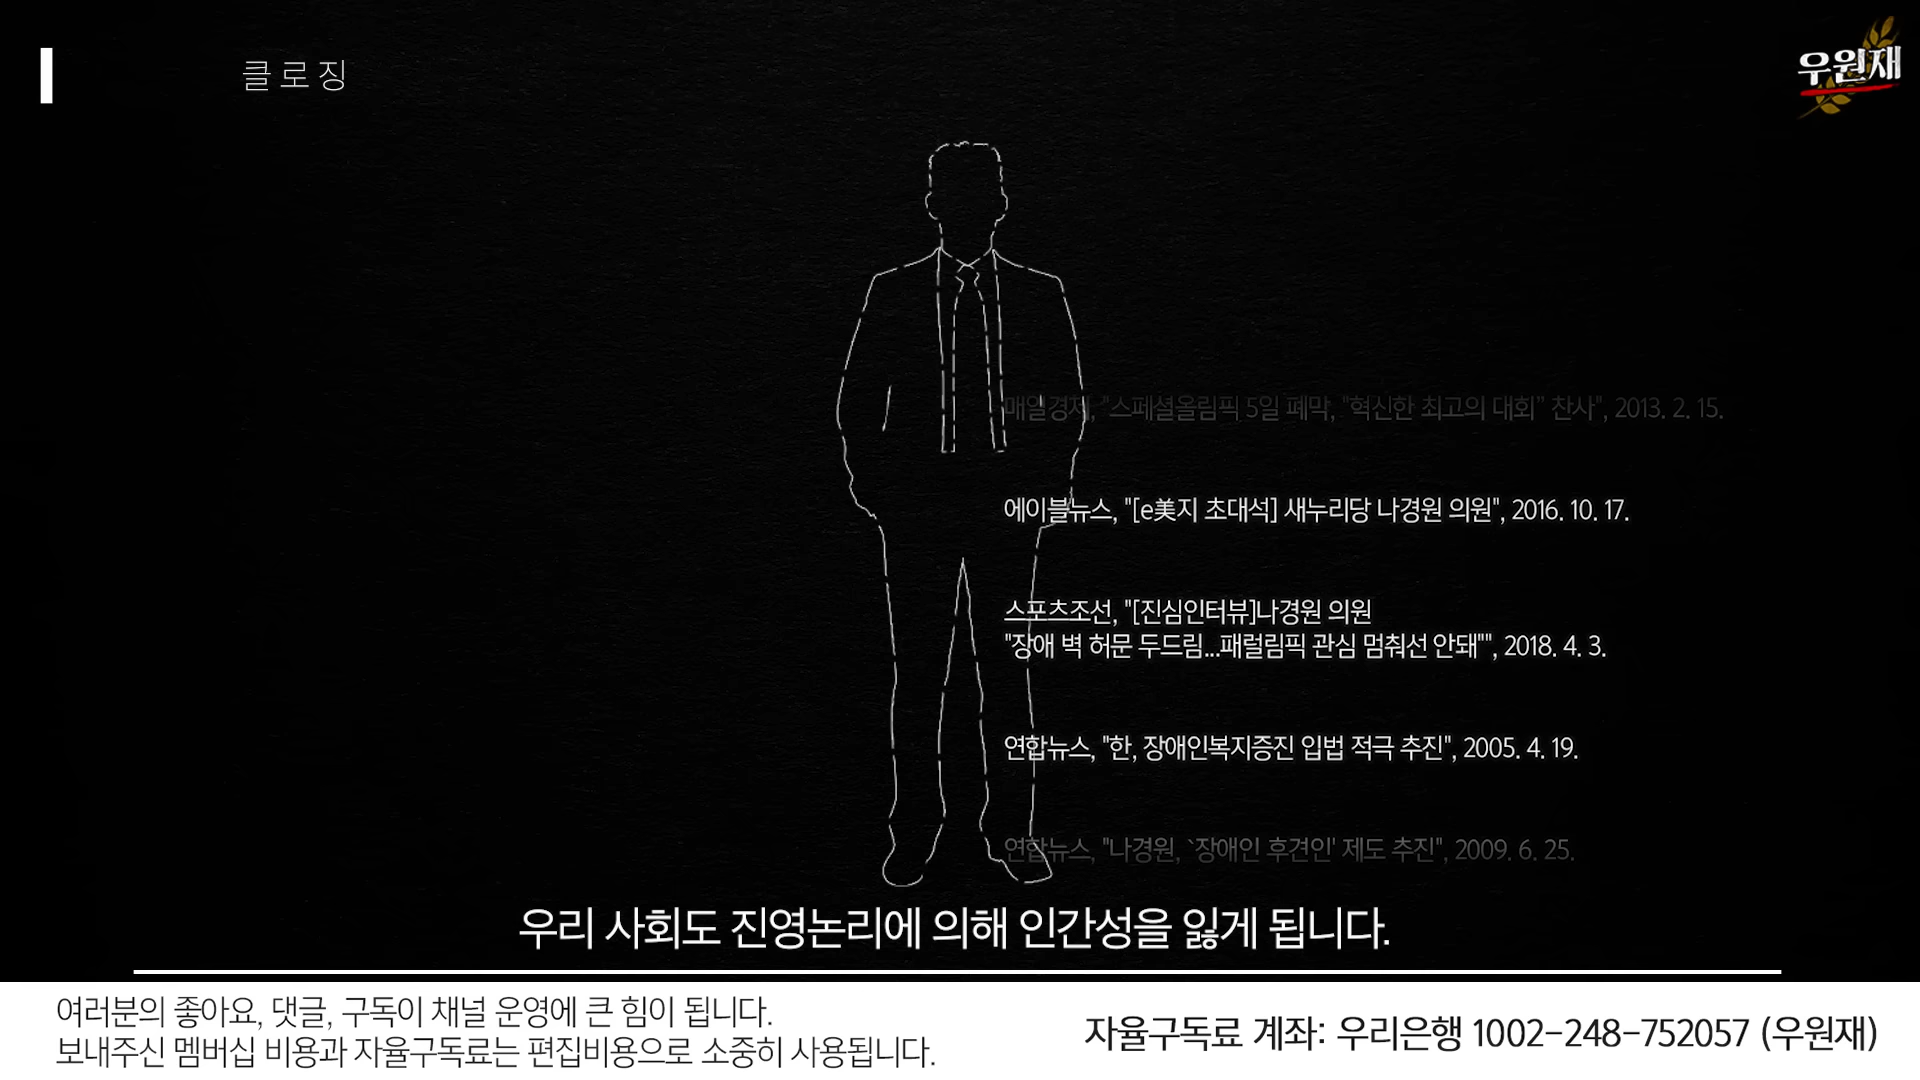 클로징
우원재
매일경제, "스페셜올림픽 5일 폐막, "혁신한 최고의 대회” 찬사", 2013. 2. 15.
에이블뉴스, "[e美지 초대석] 새누리당 나경원 의원", 2016. 10. 17.
스포츠조선, "[진심인터뷰]나경원 의원
"장애 벽 허문 두드림...패럴림픽 관심 멈춰선 안돼"", 2018. 4. 3.
연합뉴스, "한, 장애인복지증진 입법 적극 추진", 2005. 4. 19.
연합뉴스, "나경원, `장애인 후견인' 제도 추진", 2009. 6. 25.
우리 사회도 진영논리에 의해 인간성을 잃게 됩니다.
여러분의 좋아요, 댓글, 구독이 채널 운영에 큰 힘이 됩니다.
보내주신 멤버십 비용과 자율구독료는 편집비용으로 소중히 사용됩니다.
자율구독료 계좌: 우리은행 1002-248-752057 (우원재)